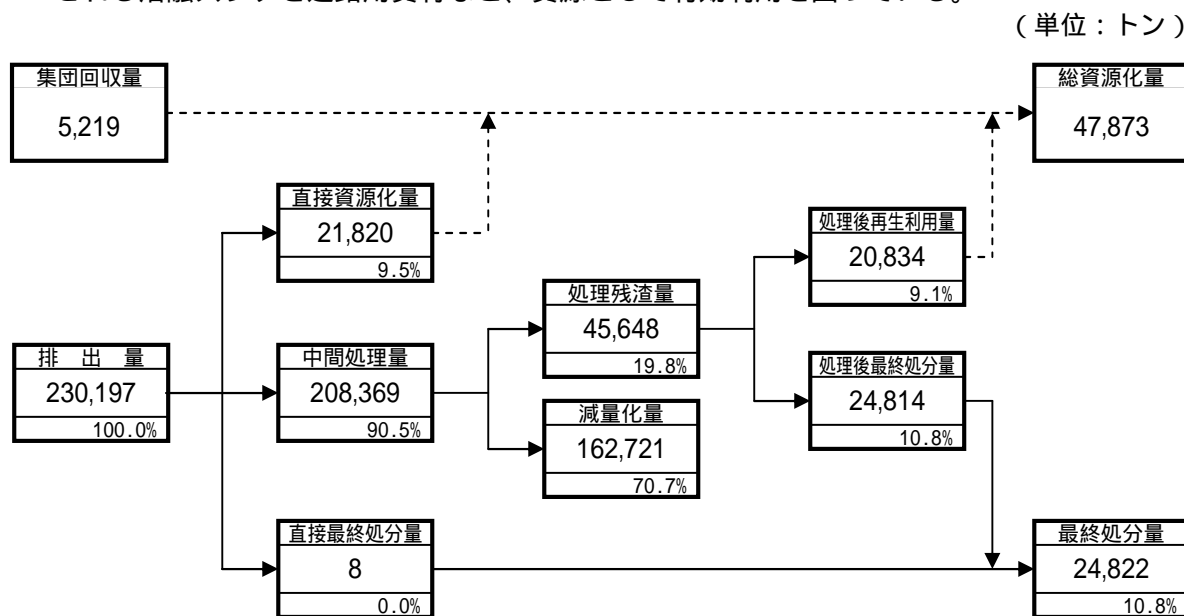 （単位：トン）
集団回収量
5,219
総資源化量
47,873
直接資源化量
21,820
9.5%
処理後再生利用量
20,834
9.1%
処理残渣量
45,648
19.8%
排　出　量
230,197
100.0%
中間処理量
208,369
90.5%
処理後最終処分量
24,814
10.8%
減量化量
162,721
70.7%
直接最終処分量
8
0.0%
最終処分量
24,822
10.8%